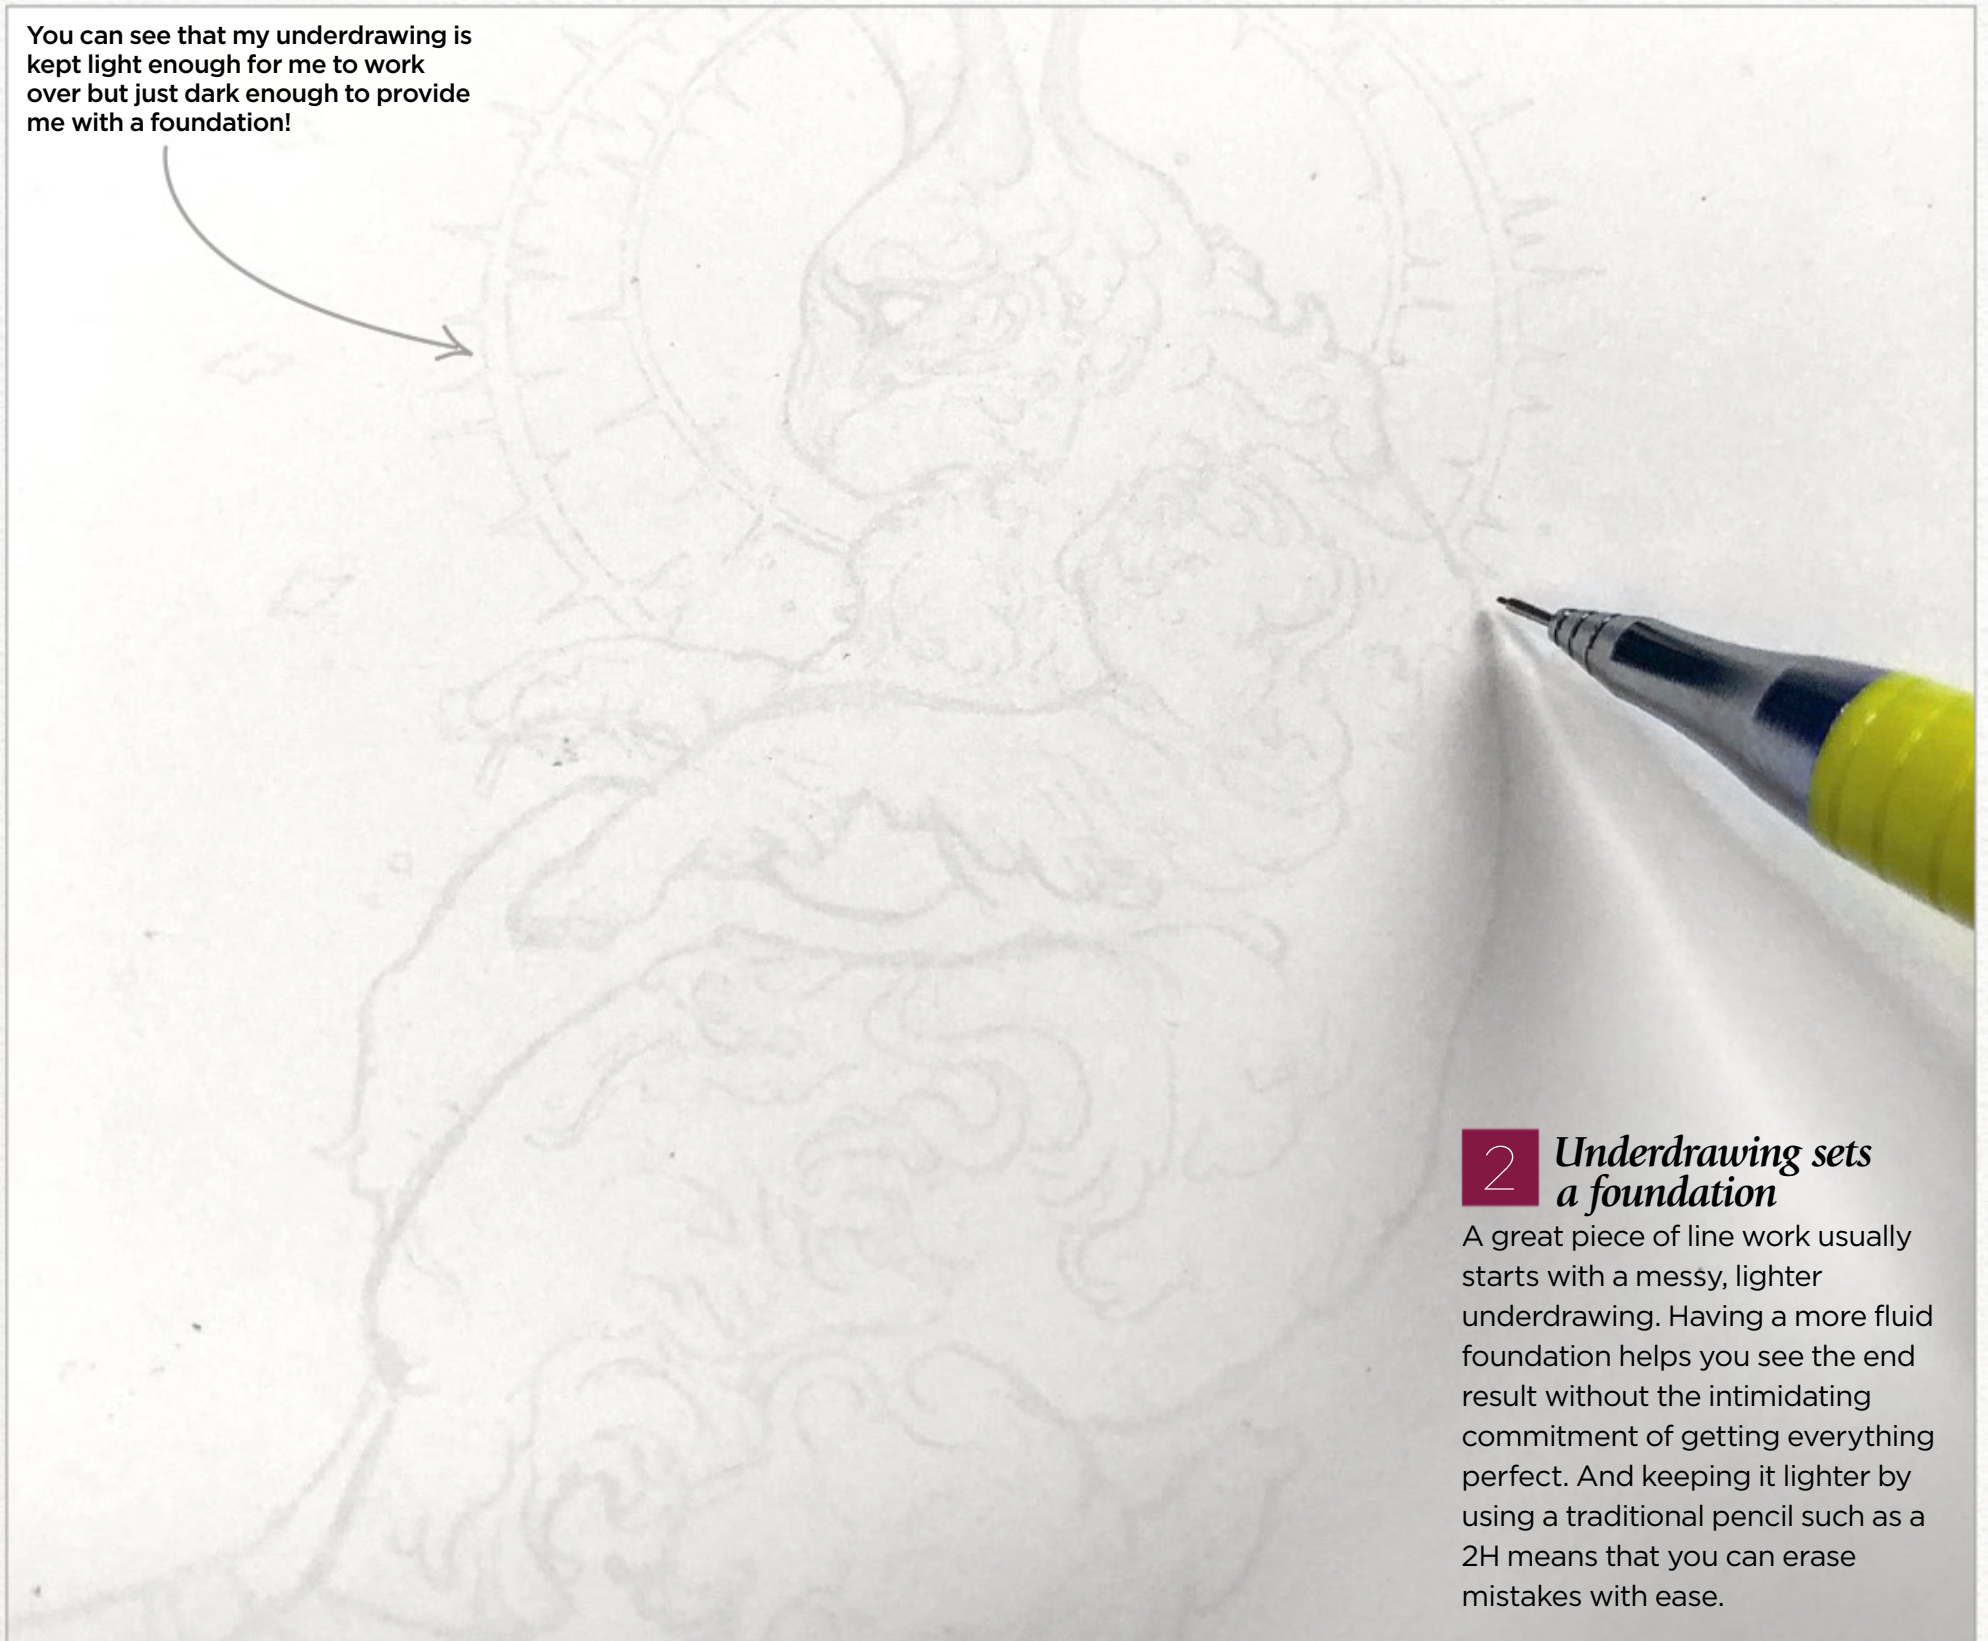 You can see that my underdrawing is
kept light enough for me to work
over but just dark enough to provide
me with a foundation!
2
Underdrawing sets
a foundation
A great piece of line work usually
starts with a messy, lighter
underdrawing. Having a more fluid
foundation helps you see the end
result without the intimidating
commitment of getting everything
perfect. And keeping it lighter by
using a traditional pencil such as a
2H means that you can erase
mistakes with ease.